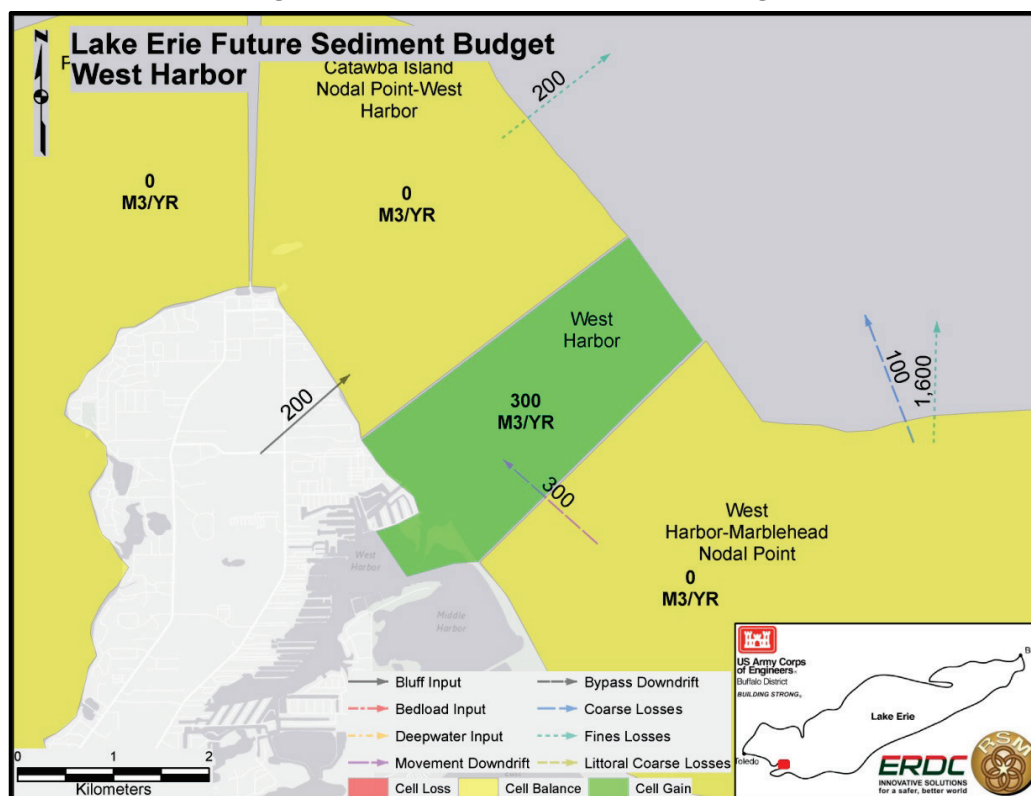 N
Lake Erie Future Sediment Budget
West Harbor
Catawba Island
Nodal Point-West
Harbor
200
0
M3/YR
0
M3/YR
West
Harbor
300
M3/YR
200
300
100
1,600
West
Harbor-Marblehead
Nodal Point
0
M3/YR
West
Harbor
Middle
Harbor
Bluff Input
Bedload Input
Deepwater Input
Movement Downdrift
Bypass Downdrift
Coarse Losses
Fines Losses
Littoral Coarse Losses
Cell Loss
Cell Balance
Cell Gain
0 1 2
Kilometers
US Army Corps
of Engineers®
Buffalo District
BUILDING STRONG®
Lake Erie
Toledo
ERDC
INNOVATIVE SOLUTIONS
for a safer, better world
RSM